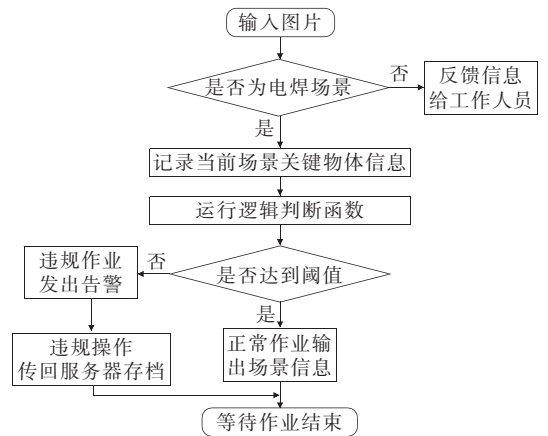 输入图片
是否为电焊场景
否
反馈信息
给工作人员
是
记录当前场景关键物体信息
运行逻辑判断函数
违规作业
发出告警
否
是否达到阈值
是
违规操作
传回服务器存档
正常作业输
出场景信息
等待作业结束